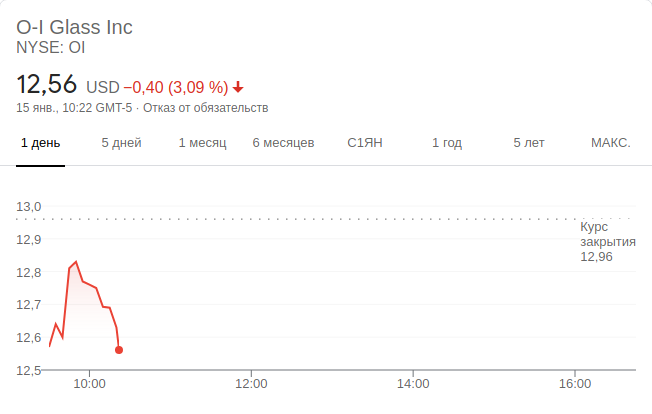 O-I Glass Inc
NYSE: OI
12,56 USD −0,40 (3,09 %)
15 янв., 10:22 GMT-5 · Отказ от обязательств
1 день 5 дней 1 месяц 6 месяцев С1ЯН 1 год 5 лет МАКС.
13,0
Курс
12,9
закрытия
12,96
12,8
12,7
12,6
12,5
10:00 12:00 14:00 16:00